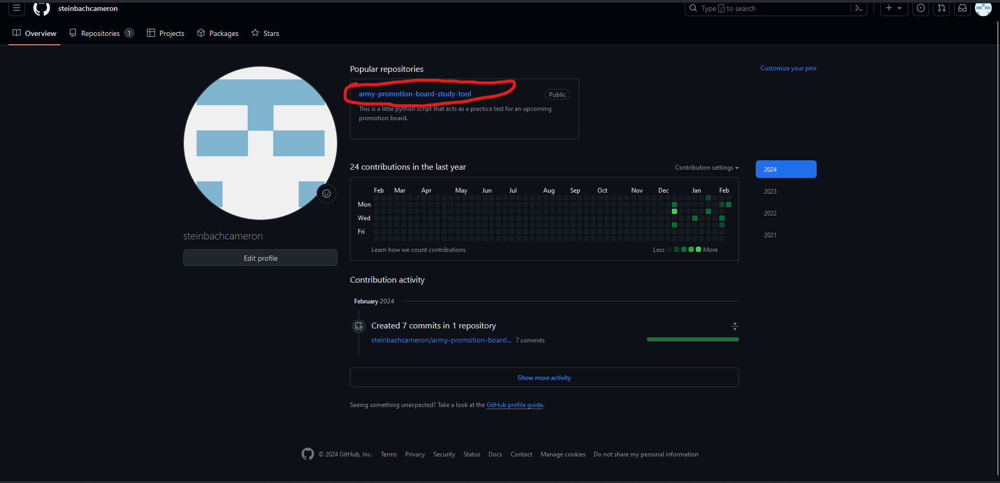 steinbachcameron
Type / to search
Overview
Repositories 1
Projects
Packages
Stars
Popular repositories
Customize your pins
army-promotion-board-study-tool
Public
This is a little python script that acts as a practice test for an upcoming
promotion board.
24 contributions in the last year
Contribution settings
2024
2023
2022
2021
Feb Mar Apr May Jun Jul Aug Sep Oct Nov Dec Jan Feb
Mon
Wed
Fri
Learn how we count contributions
Less More
steinbachcameron
Edit profile
Contribution activity
February 2024
Created 7 commits in 1 repository
steinbachcameron/army-promotion-board... 7 commits
Show more activity
Seeing something unexpected? Take a look at the GitHub profile guide.
© 2024 GitHub, Inc. Terms Privacy Security Status Docs Contact Manage cookies Do not share my personal information